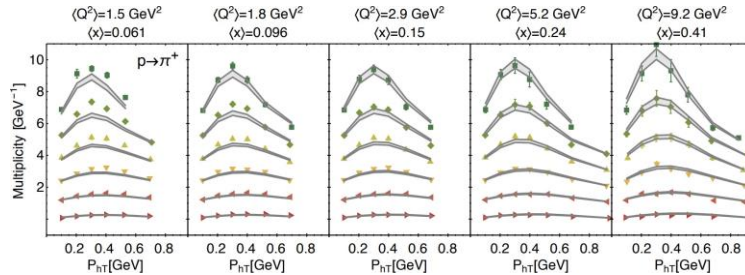 ⟨Q²⟩=1.5 GeV² ⟨Q²⟩=1.8 GeV² ⟨Q²⟩=2.9 GeV² ⟨Q²⟩=5.2 GeV² ⟨Q²⟩=9.2 GeV²
⟨x⟩=0.061 ⟨x⟩=0.096 ⟨x⟩=0.15 ⟨x⟩=0.24 ⟨x⟩=0.41
p→π⁺
Multiplicity [GeV⁻¹]
10
8
6
4
2
0.2 0.4 0.6 0.8 0.2 0.4 0.6 0.8 0.2 0.4 0.6 0.8 0.2 0.4 0.6 0.8 0.2 0.4 0.6 0.8
P_hT[GeV] P_hT[GeV] P_hT[GeV] P_hT[GeV] P_hT[GeV]